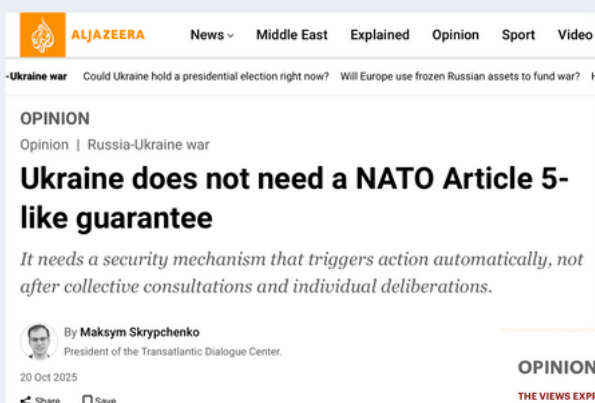 ALJAZEERA
News Middle East Explained Opinion Sport Video
-Ukraine war Could Ukraine hold a presidential election right now? Will Europe use frozen Russian assets to fund war? H
OPINION
Opinion | Russia-Ukraine war
Ukraine does not need a NATO Article 5-
like guarantee
It needs a security mechanism that triggers action automatically, not
after collective consultations and individual deliberations.
By Maksym Skrypchenko
President of the Transatlantic Dialogue Center.
20 Oct 2025
Share Save
OPINION
THE VIEWS EXPR